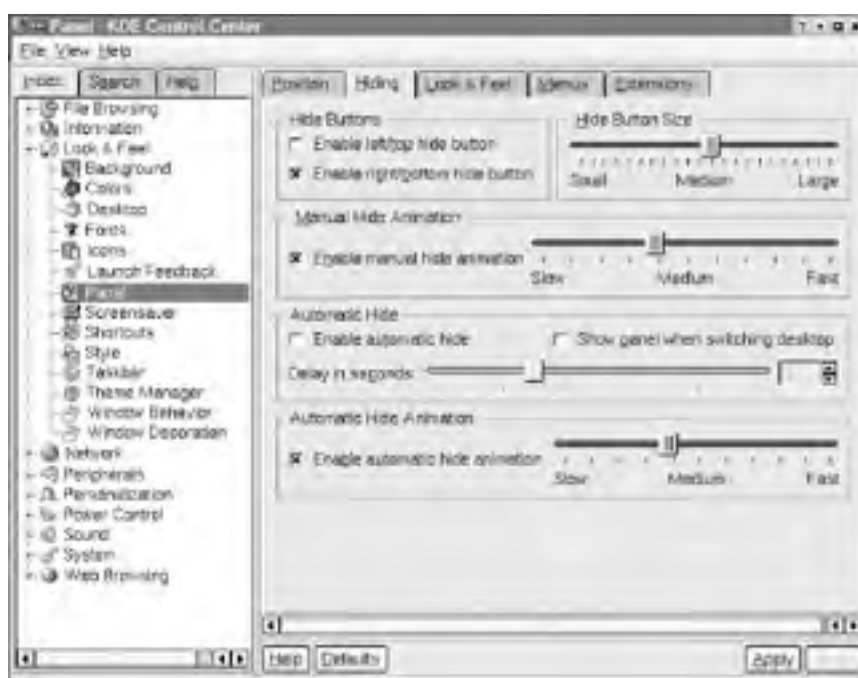 Panel - KDE Control Center
File View Help
Index Search Help
File Browsing
Information
Look & Feel
Background
Colors
Desktop
Fonts
Icons
Launch Feedback
Panel
Screensaver
Shortcuts
Style
Taskbar
Theme Manager
Window Behavior
Window Decoration
Network
Peripherals
Personalization
Power Control
Sound
System
Web Browsing
Position Hiding Look & Feel Menus Extensions
Hide Buttons
Enable left/top hide button
Enable right/bottom hide button
Hide Button Size
Small Medium Large
Manual Hide Animation
Enable manual hide animation
Slow Medium Fast
Automatic Hide
Enable automatic hide
Show panel when switching desktop
Delay in seconds
Automatic Hide Animation
Enable automatic hide animation
Slow Medium Fast
Help Defaults Apply